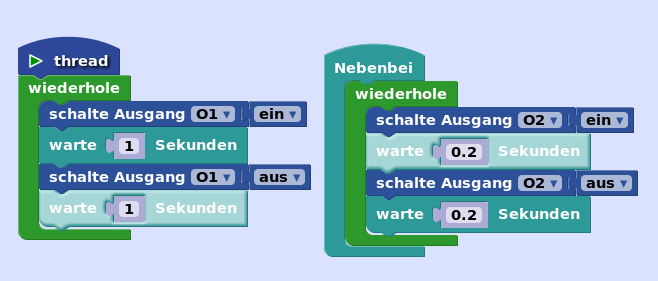 thread
wiederhole
schalte Ausgang O1 ▾ ein ▾
warte 1 Sekunden
schalte Ausgang O1 ▾ aus ▾
warte 1 Sekunden
Nebenbei
wiederhole
schalte Ausgang O2 ▾ ein ▾
warte 0.2 Sekunden
schalte Ausgang O2 ▾ aus ▾
warte 0.2 Sekunden